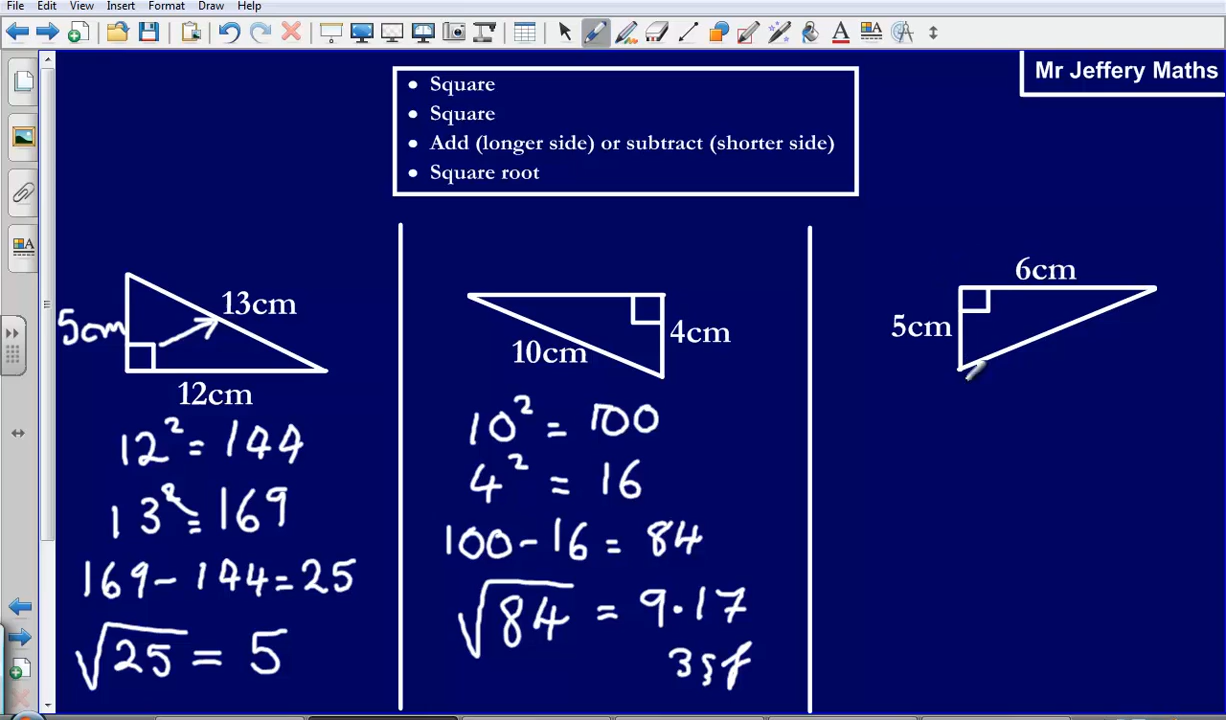 File Edit View Insert Format Draw Help
Mr Jeffery Maths
• Square
• Square
• Add (longer side) or subtract (shorter side)
• Square root
5cm
13cm
12cm
12² = 144
13² = 169
169 - 144 = 25
√25 = 5
10cm
4cm
10² = 100
4² = 16
100 - 16 = 84
√84 = 9.17
3sf
6cm
5cm